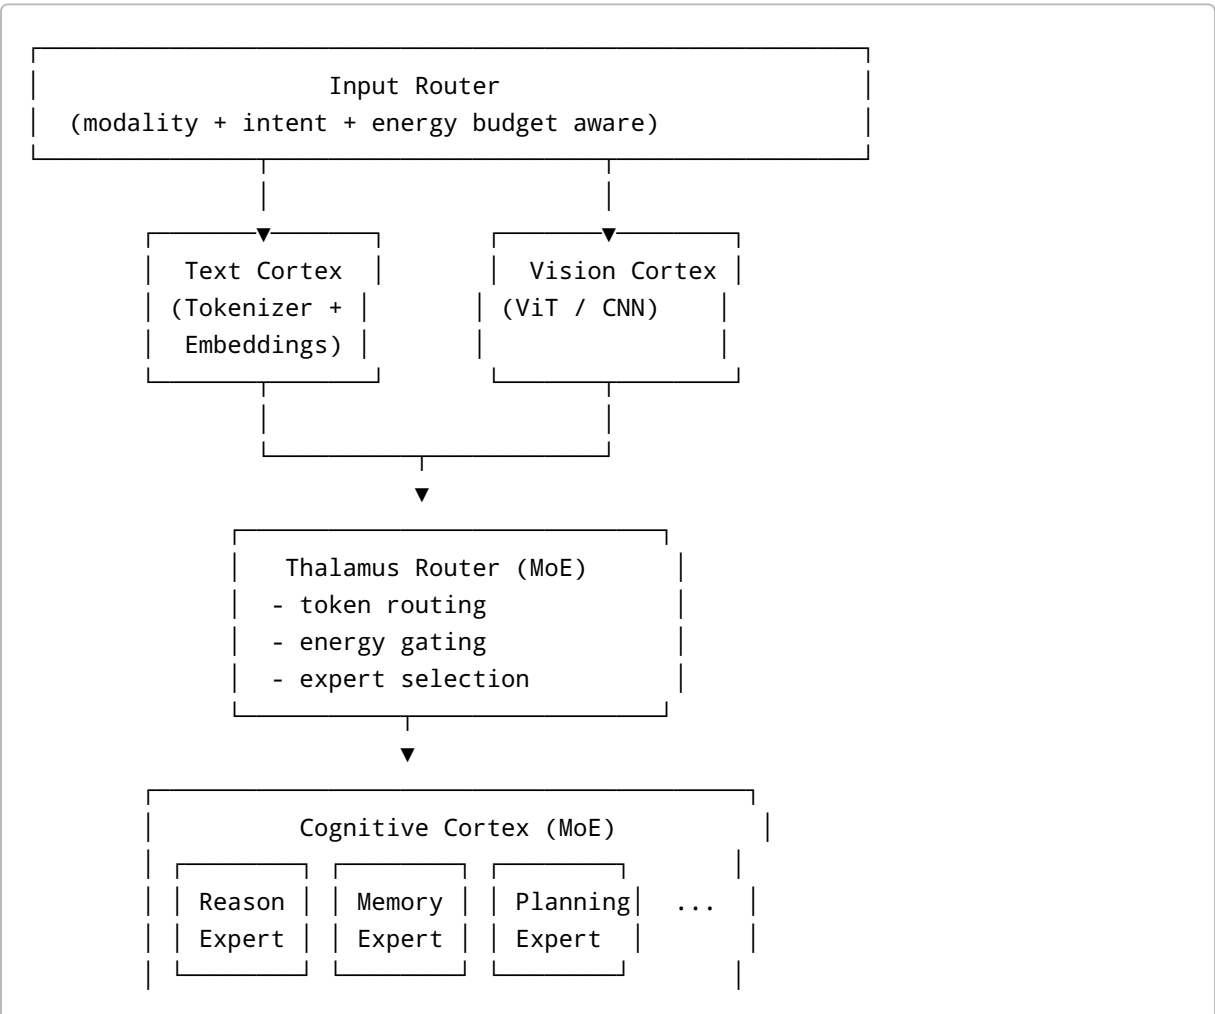 Input Router
(modality + intent + energy budget aware)
Text Cortex Vision Cortex
(Tokenizer + (ViT / CNN)
Embeddings)
Thalamus Router (MoE)
- token routing
- energy gating
- expert selection
Cognitive Cortex (MoE)
Reason Memory Planning ...
Expert Expert Expert